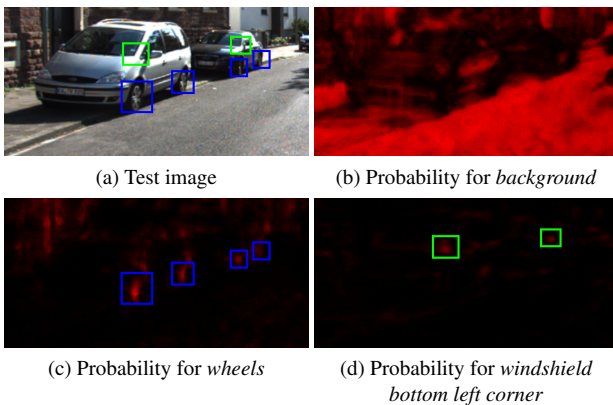 (a) Test image
(b) Probability for background
(c) Probability for wheels
(d) Probability for windshield
bottom left corner